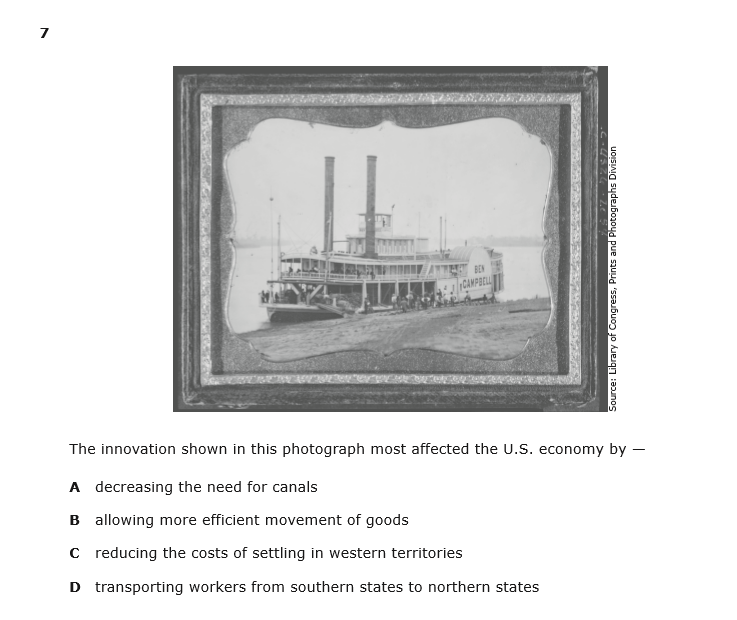 7
BEN
CAMPBELL
Source: Library of Congress, Prints and Photographs Division
The innovation shown in this photograph most affected the U.S. economy by —
A decreasing the need for canals
B allowing more efficient movement of goods
C reducing the costs of settling in western territories
D transporting workers from southern states to northern states